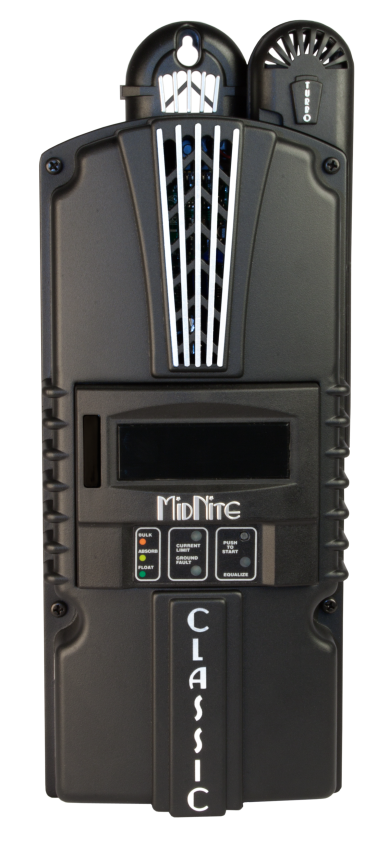 TURBO
MIDNITE
BULK
ABSORB
FLOAT
CURRENT
LIMIT
GROUND
FAULT
PUSH
TO
START
EQUALIZE
CLASSIC